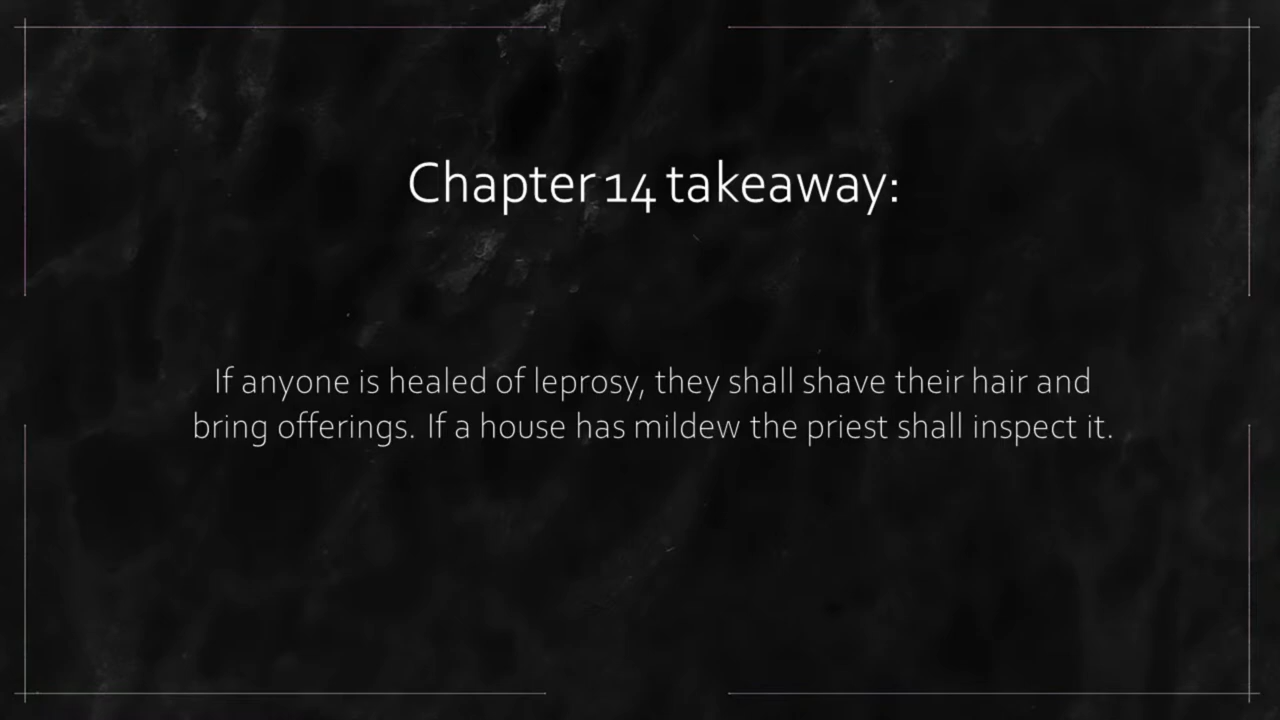 Chapter 14 takeaway:
If anyone is healed of leprosy, they shall shave their hair and
bring offerings. If a house has mildew the priest shall inspect it.